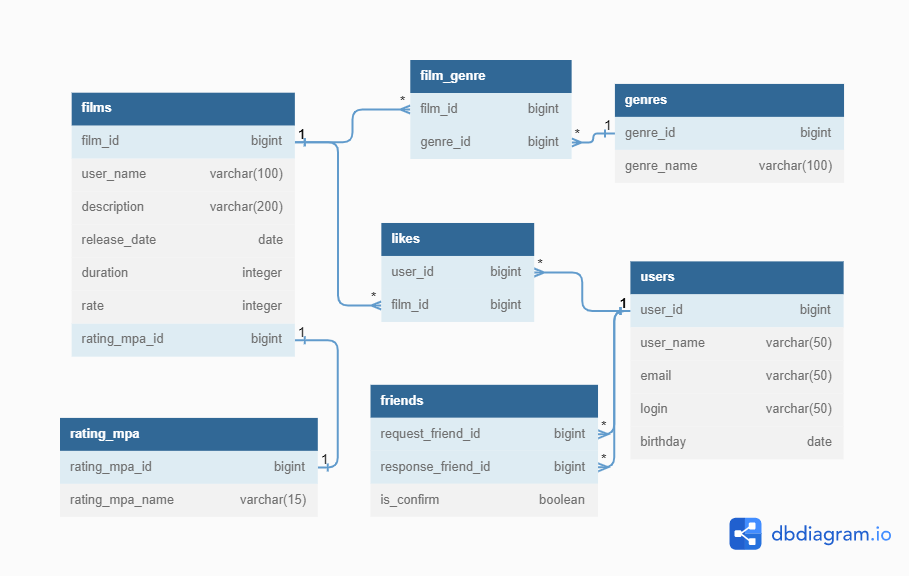 films
film_id bigint
user_name varchar(100)
description varchar(200)
release_date date
duration integer
rate integer
rating_mpa_id bigint
1
1
rating_mpa
rating_mpa_id bigint
rating_mpa_name varchar(15)
1
film_genre
film_id bigint
genre_id bigint
*
*
genres
genre_id bigint
genre_name varchar(100)
1
likes
user_id bigint
film_id bigint
*
*
users
user_id bigint
user_name varchar(50)
email varchar(50)
login varchar(50)
birthday date
1
friends
request_friend_id bigint
response_friend_id bigint
is_confirm boolean
*
*
dbdiagram.io